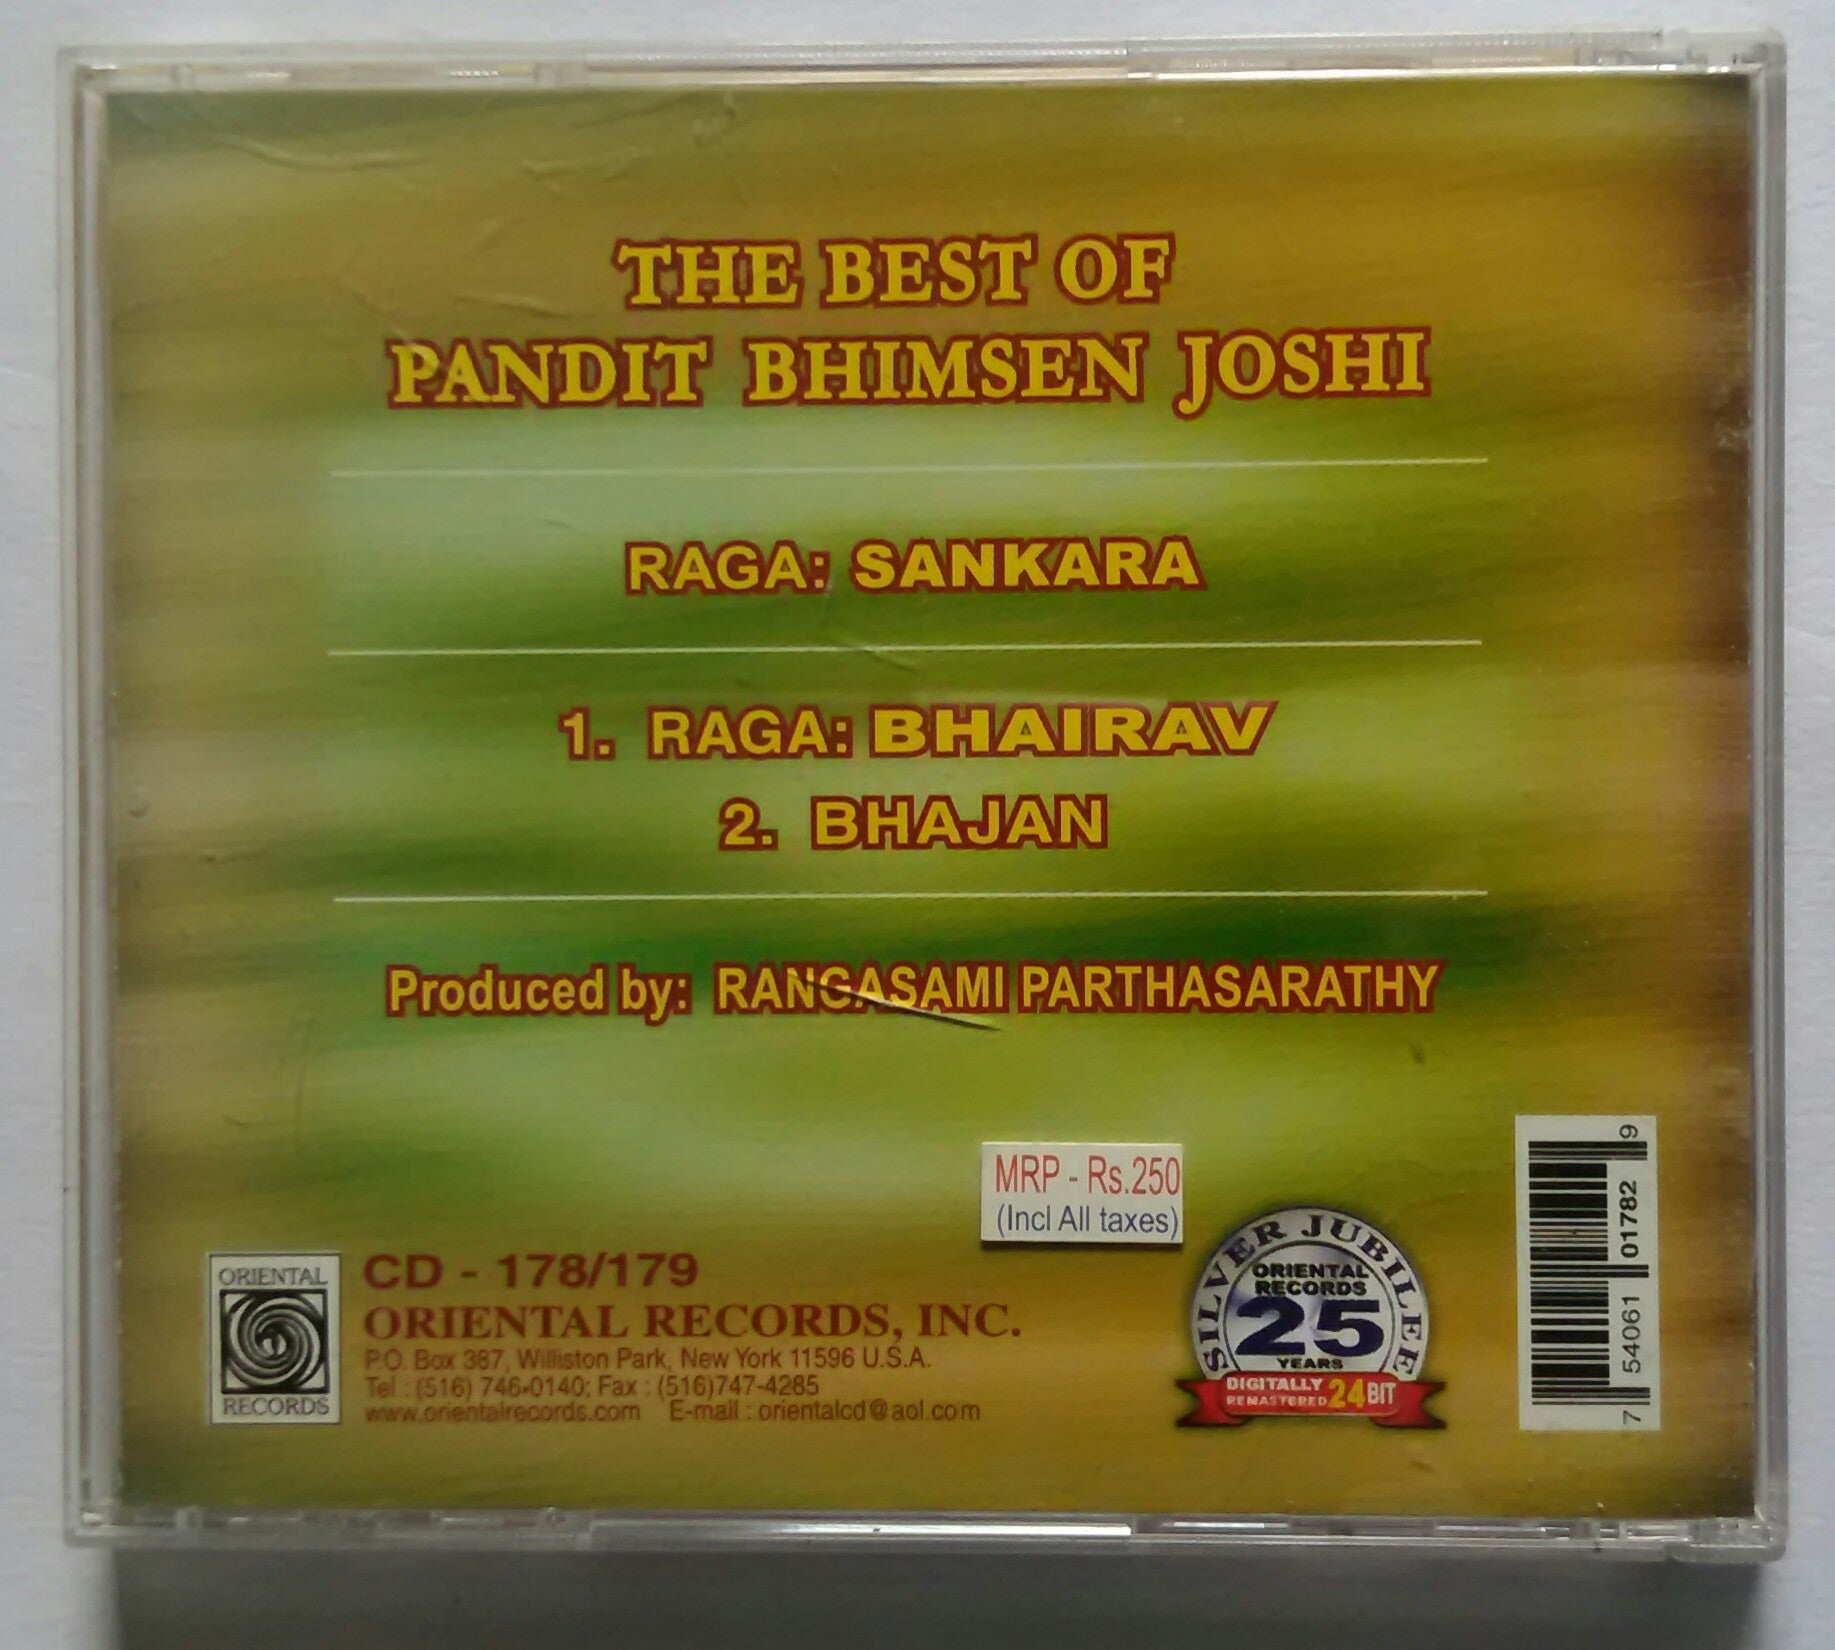 THE BEST OF
PANDIT BHIMSEN JOSHI
RAGA: SANKARA
1. RAGA: BHAIRAV
2. BHAJAN
Produced by: RANGASAMI PARTHASARATHY
MRP - Rs.250
(Incl All taxes)
ORIENTAL
RECORDS
CD - 178/179
ORIENTAL RECORDS, INC.
P.O. Box 387, Williston Park, New York 11596 U.S.A.
Tel : (516) 746-0140; Fax : (516)747-4285
www.orientalrecords.com E-mail : orientalcd@aol.com
SILVER JUBILEE
ORIENTAL
RECORDS
25
YEARS
DIGITALLY
REMASTERED 24BIT
7 54061 01782 9